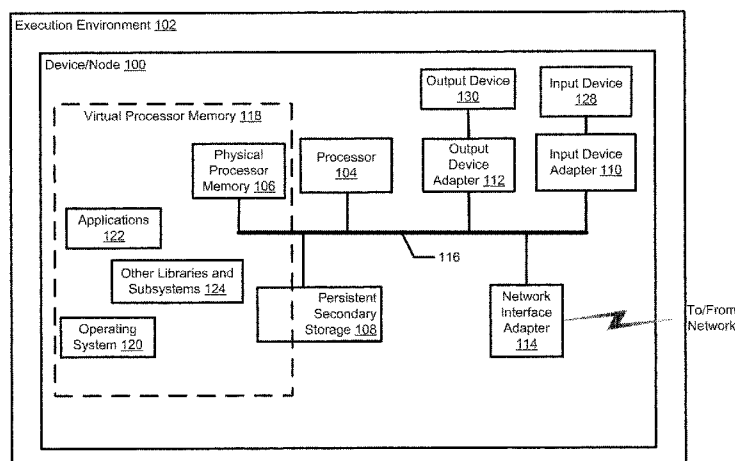 Execution Environment 102
Device/Node 100
Output Device
130
Input Device
128
Virtual Processor Memory 118
Physical
Processor
Memory 106
Processor
104
Output
Device
Adapter 112
Input Device
Adapter 110
Applications
122
116
Other Libraries and
Subsystems 124
Persistent
Secondary
Storage 108
Network
Interface
Adapter
114
To/From
Network
Operating
System 120